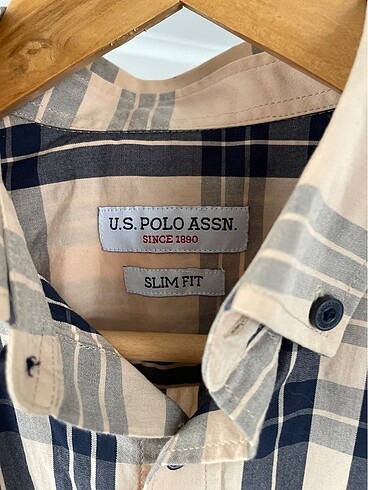 U.S. POLO ASSN.
SINCE 1890
SLIM FIT